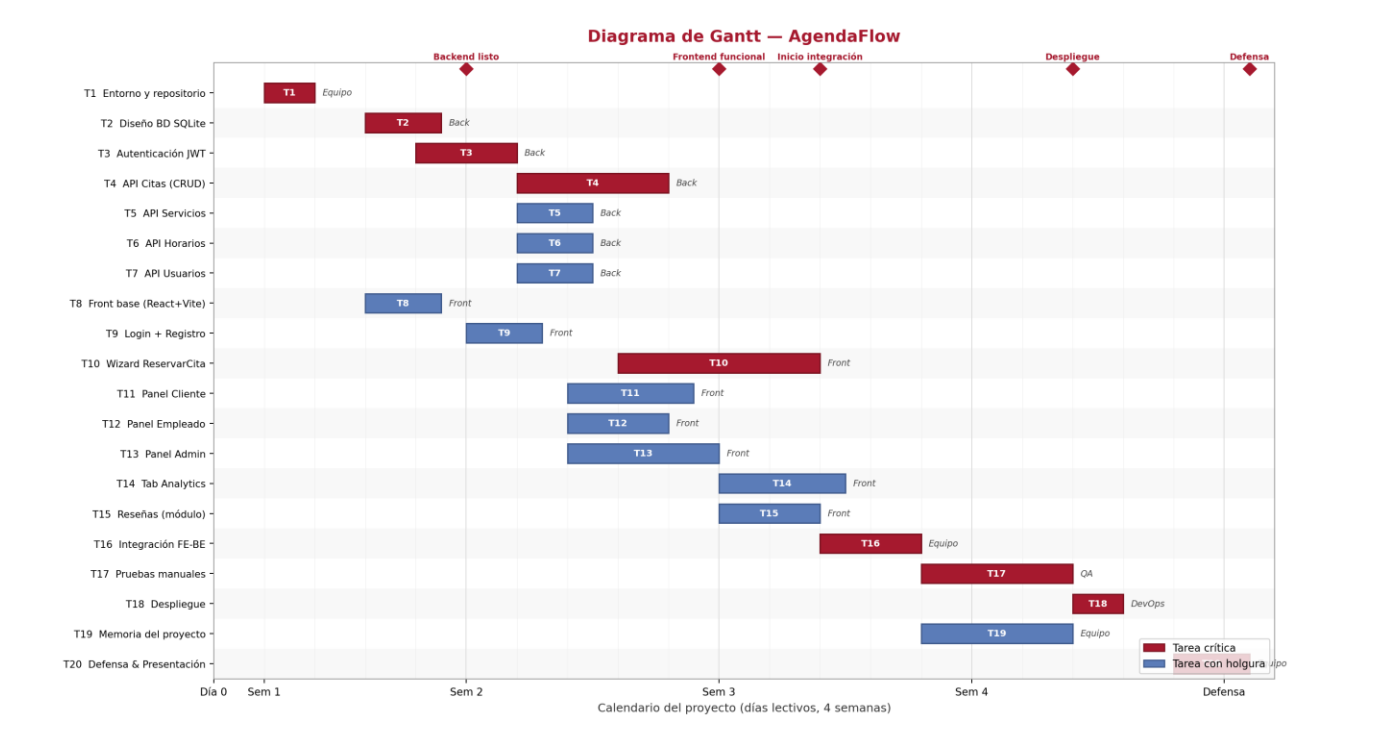 Diagrama de Gantt — AgendaFlow
Backend listo Frontend funcional Inicio integración Despliegue Defensa
T1 Entorno y repositorio T1 Equipo
T2 Diseño BD SQLite T2 Back
T3 Autenticación JWT T3 Back
T4 API Citas (CRUD) T4 Back
T5 API Servicios T5 Back
T6 API Horarios T6 Back
T7 API Usuarios T7 Back
T8 Front base (React+Vite) T8 Front
T9 Login + Registro T9 Front
T10 Wizard ReservarCita T10 Front
T11 Panel Cliente T11 Front
T12 Panel Empleado T12 Front
T13 Panel Admin T13 Front
T14 Tab Analytics T14 Front
T15 Reseñas (módulo) T15 Front
T16 Integración FE-BE T16 Equipo
T17 Pruebas manuales T17 QA
T18 Despliegue T18 DevOps
T19 Memoria del proyecto T19 Equipo
Tarea crítica
T20 Defensa & Presentación Tarea con holgura
Día 0 Sem 1 Sem 2 Sem 3 Sem 4 Defensa
Calendario del proyecto (días lectivos, 4 semanas)